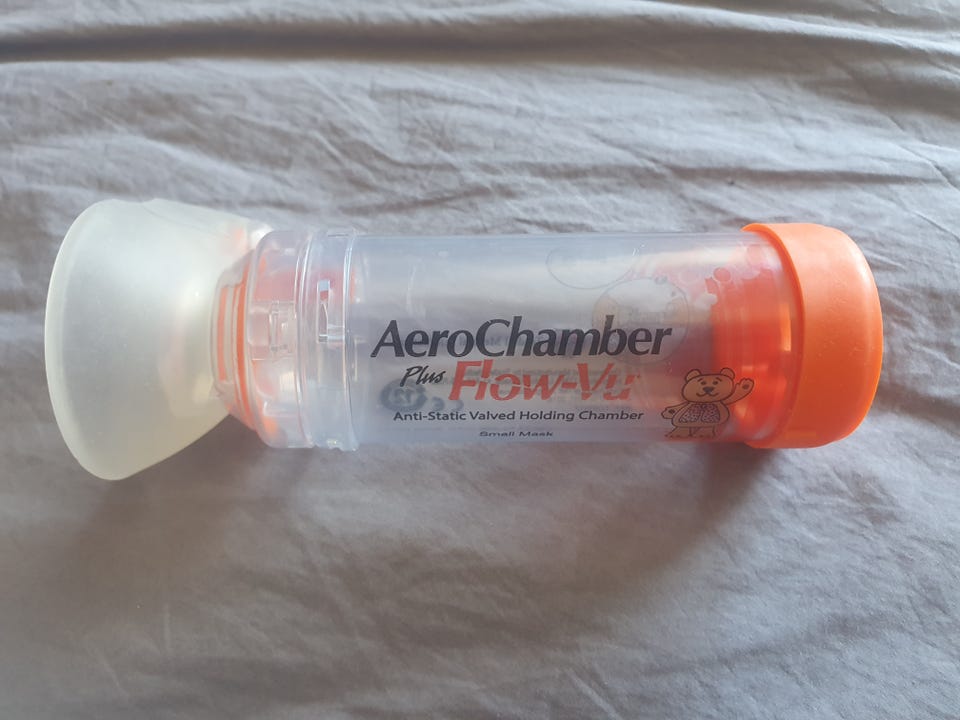 AeroChamber
Plus Flow-Vu
Anti-Static Valved Holding Chamber
Small Mask